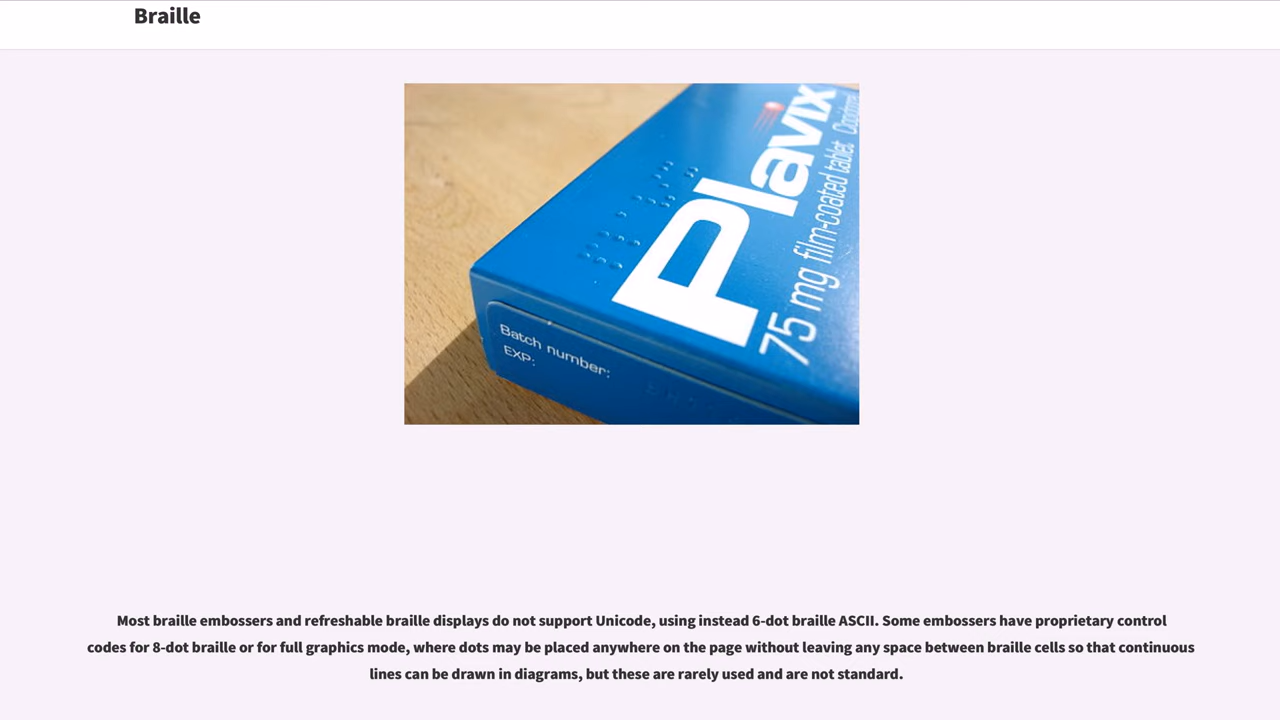 Braille
Plavix
75 mg film-coated tablet
Batch number:
EXP:
Most braille embossers and refreshable braille displays do not support Unicode, using instead 6-dot braille ASCII. Some embossers have proprietary control
codes for 8-dot braille or for full graphics mode, where dots may be placed anywhere on the page without leaving any space between braille cells so that continuous
lines can be drawn in diagrams, but these are rarely used and are not standard.